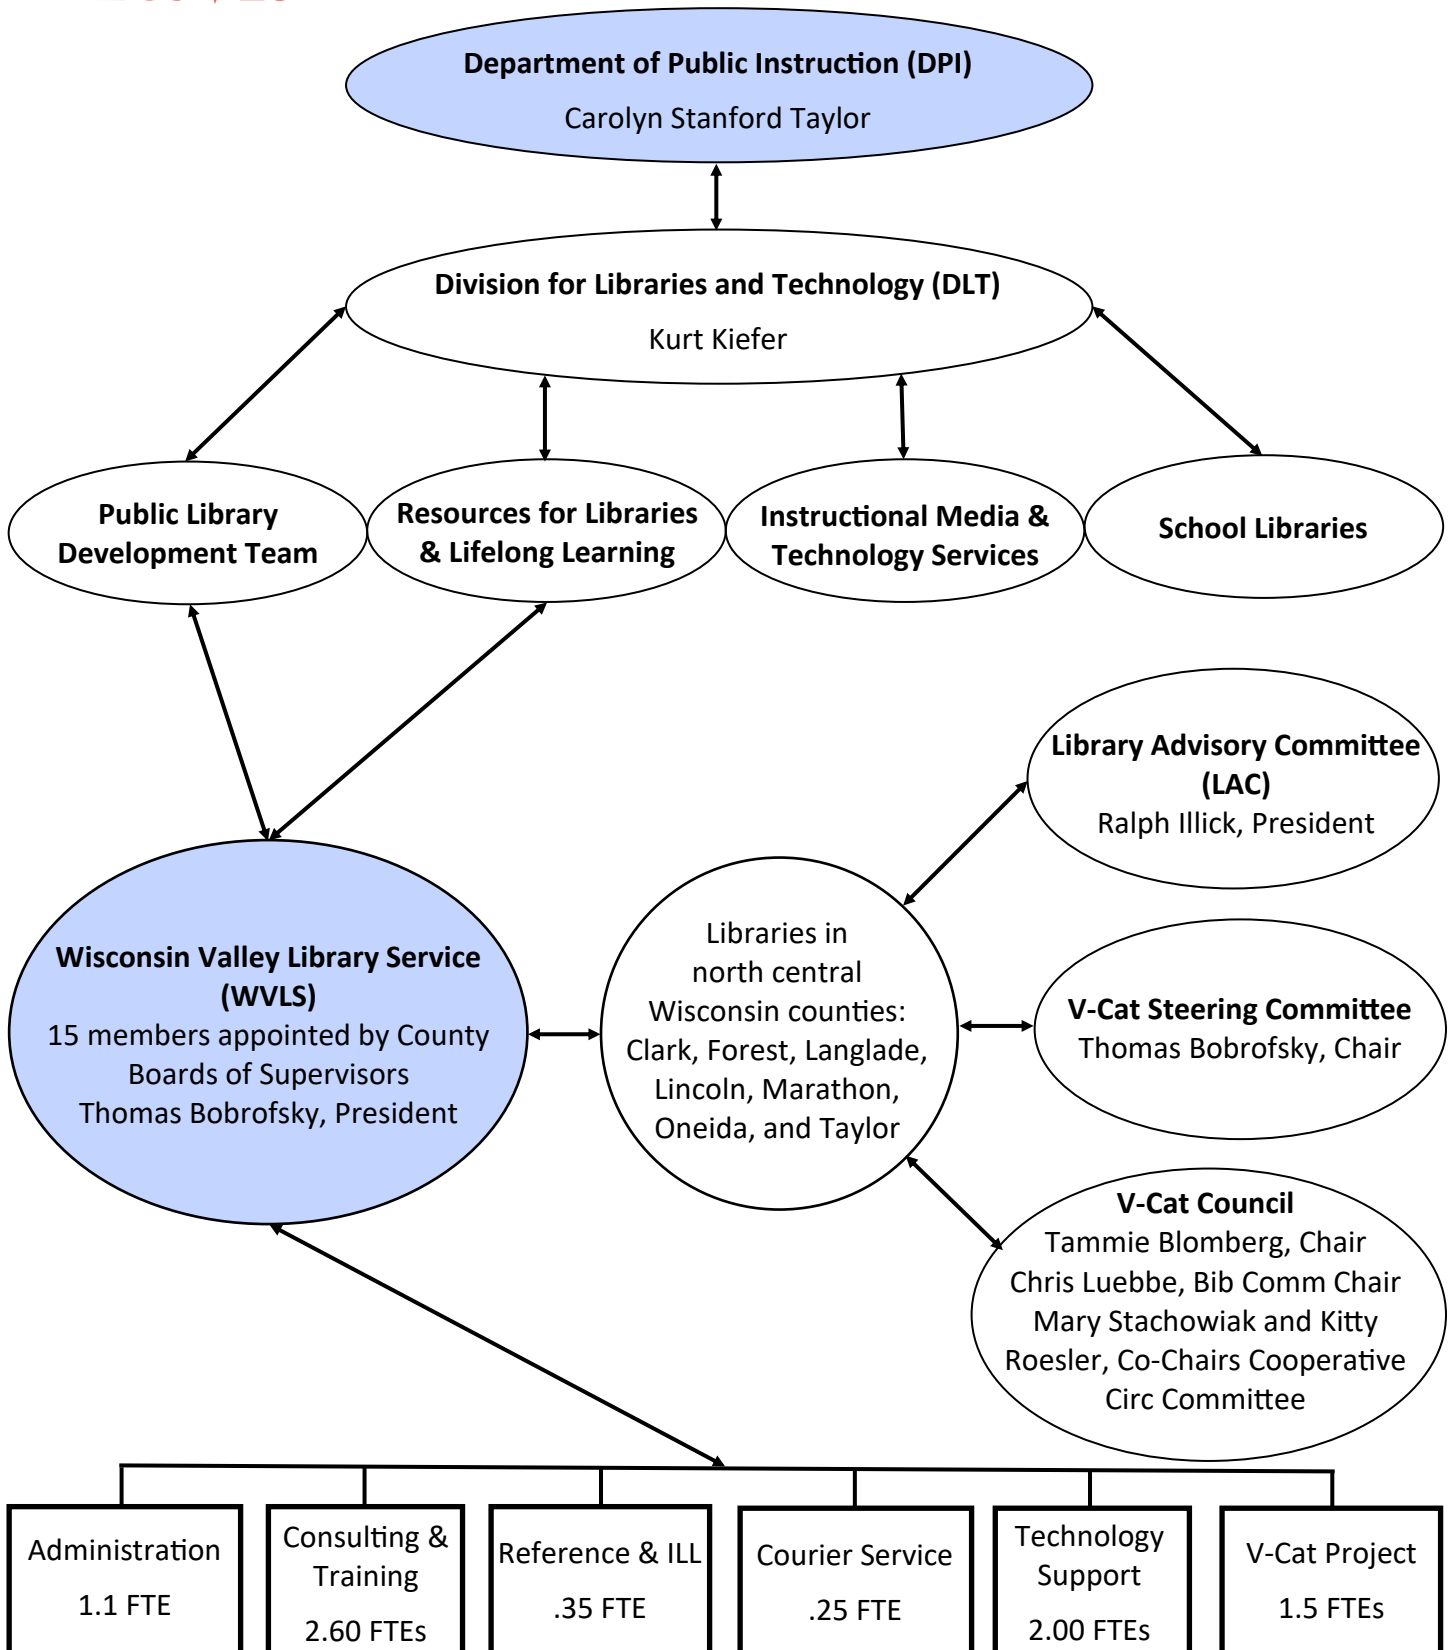 Department of Public Instruction (DPI)
Carolyn Stanford Taylor
Division for Libraries and Technology (DLT)
Kurt Kiefer
Public Library
Development Team
Resources for Libraries
& Lifelong Learning
Instructional Media &
Technology Services
School Libraries
Library Advisory Committee
(LAC)
Ralph Illick, President
Wisconsin Valley Library Service
(WVLS)
15 members appointed by County
Boards of Supervisors
Thomas Bobrofsky, President
Libraries in
north central
Wisconsin counties:
Clark, Forest, Langlade,
Lincoln, Marathon,
Oneida, and Taylor
V-Cat Steering Committee
Thomas Bobrofsky, Chair
V-Cat Council
Tammie Blomberg, Chair
Chris Luebbe, Bib Comm Chair
Mary Stachowiak and Kitty
Roesler, Co-Chairs Cooperative
Circ Committee
Administration
1.1 FTE
Consulting &
Training
2.60 FTEs
Reference & ILL
.35 FTE
Courier Service
.25 FTE
Technology
Support
2.00 FTEs
V-Cat Project
1.5 FTEs